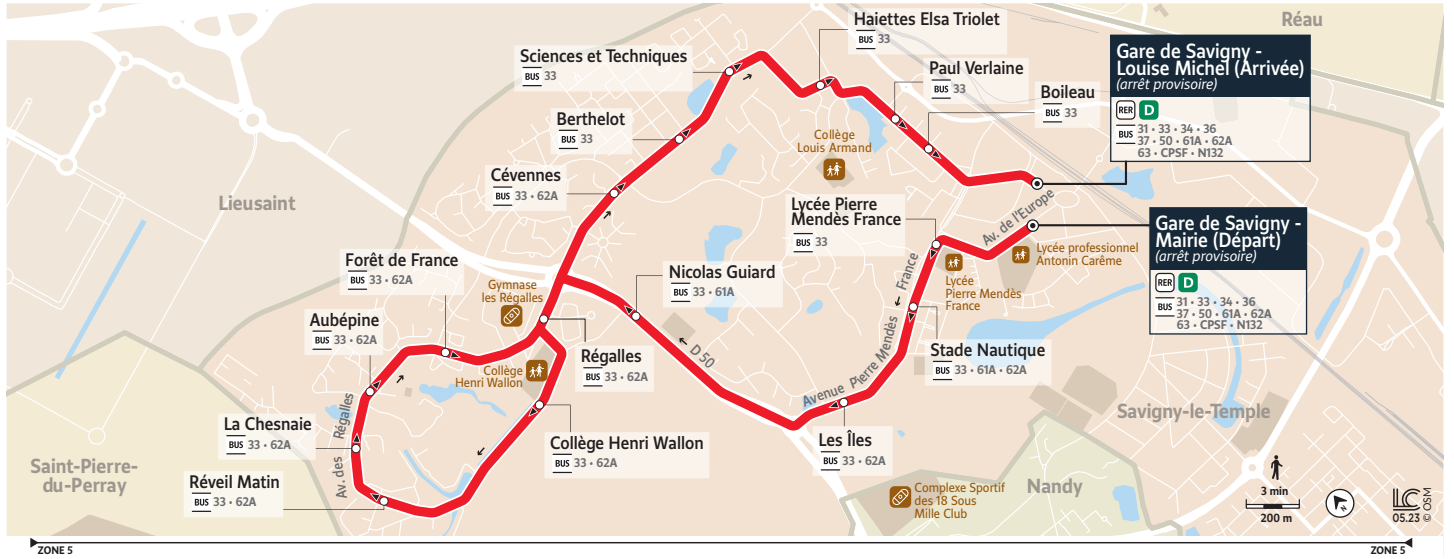 Haiettes Elsa Triolet
BUS 33
Réau
Sciences et Techniques
BUS 33
Paul Verlaine
BUS 33
Boileau
BUS 33
Gare de Savigny -
Louise Michel (Arrivée)
(arrêt provisoire)
RER D
BUS 31 • 33 • 34 • 36
37 • 50 • 61A • 62A
63 • CPSF • N132
Berthelot
BUS 33
Collège
Louis Armand
Cévennes
BUS 33 • 62A
Lieusaint
Lycée Pierre
Mendès France
BUS 33
Av. de l'Europe
Gare de Savigny -
Mairie (Départ)
(arrêt provisoire)
RER D
BUS 31 • 33 • 34 • 36
37 • 50 • 61A • 62A
63 • CPSF • N132
Lycée professionnel
Antonin Carême
Lycée
Pierre Mendès
France
Forêt de France
BUS 33 • 62A
Gymnase
les Régalles
Nicolas Guiard
BUS 33 • 61A
Aubépine
BUS 33 • 62A
Régalles
BUS 33 • 62A
D 50
Avenue Pierre Mendès France
Stade Nautique
BUS 33 • 61A • 62A
Collège
Henri Wallon
Savigny-le-Temple
La Chesnaie
BUS 33 • 62A
Av. des Régalles
Collège Henri Wallon
BUS 33 • 62A
Les Îles
BUS 33 • 62A
Saint-Pierre-
du-Perray
Réveil Matin
BUS 33 • 62A
Complexe Sportif
des 18 Sous
Mille Club
Nandy
3 min
200 m
N
LC
05.23
© OSM
ZONE 5
ZONE 5